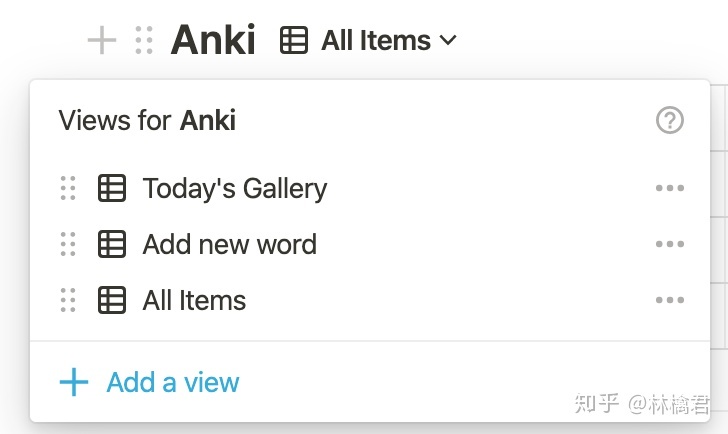 Anki All Items
Views for Anki
Today's Gallery
Add new word
All Items
Add a view
知乎 @林檎君